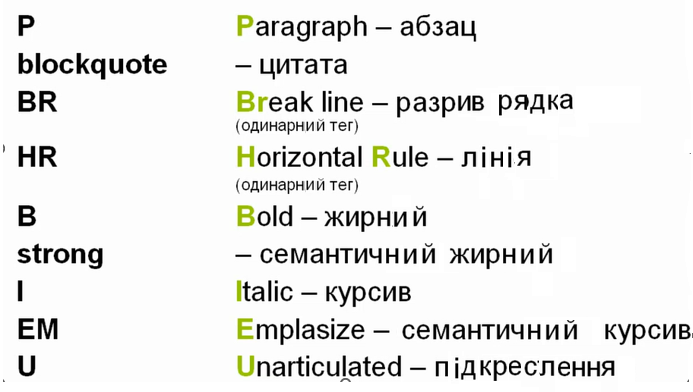 P Paragraph – абзац
blockquote – цитата
BR Break line – разрив рядка
(одинарний тег)
HR Horizontal Rule – лінія
(одинарний тег)
B Bold – жирний
strong – семантичний жирний
I Italic – курсив
EM Emplasize – семантичний курсив
U Unarticulated – підкреслення